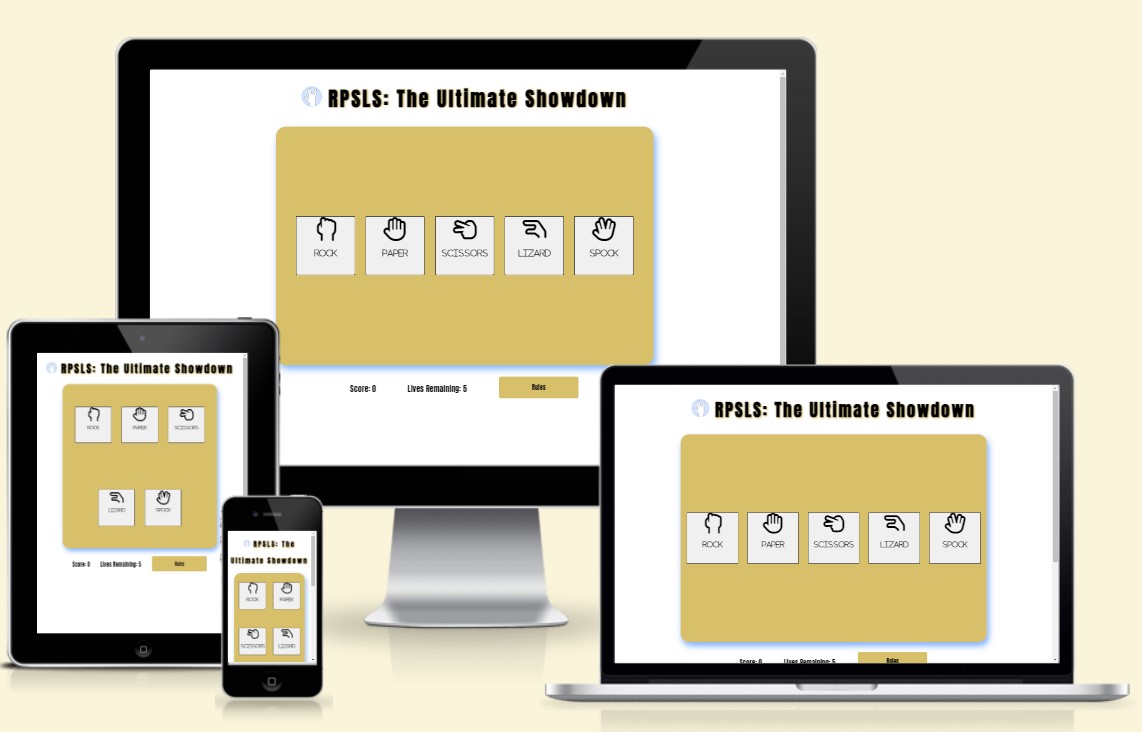 RPSLS: The Ultimate Showdown
ROCK PAPER SCISSORS LIZARD SPOCK
Score: 0 Lives Remaining: 5 Rules
RPSLS: The Ultimate Showdown
ROCK PAPER SCISSORS
LIZARD SPOCK
Score: 0 Lives Remaining: 5 Rules
RPSLS: The
Ultimate Showdown
ROCK PAPER
SCISSORS LIZARD
RPSLS: The Ultimate Showdown
ROCK PAPER SCISSORS LIZARD SPOCK
Score: 0 Lives Remaining: 5 Rules